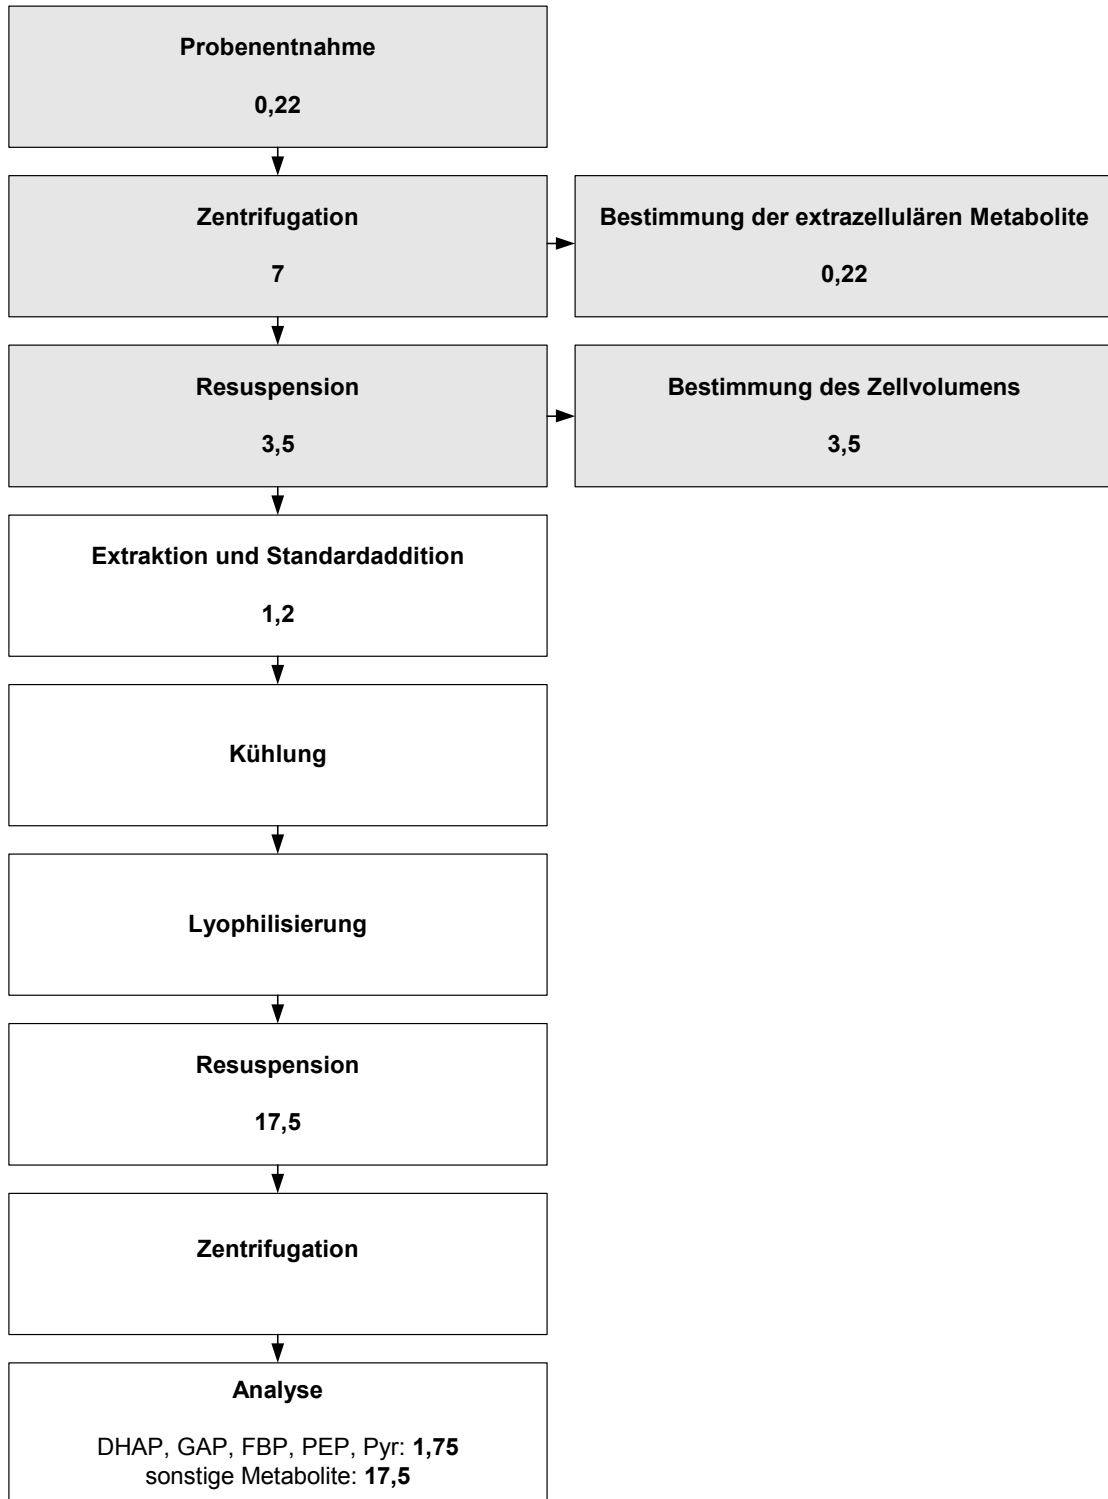 Probenentnahme
0,22
Zentrifugation
7
Bestimmung der extrazellulären Metabolite
0,22
Resuspension
3,5
Bestimmung des Zellvolumens
3,5
Extraktion und Standardaddition
1,2
Kühlung
Lyophilisierung
Resuspension
17,5
Zentrifugation
Analyse
DHAP, GAP, FBP, PEP, Pyr: 1,75
sonstige Metabolite: 17,5